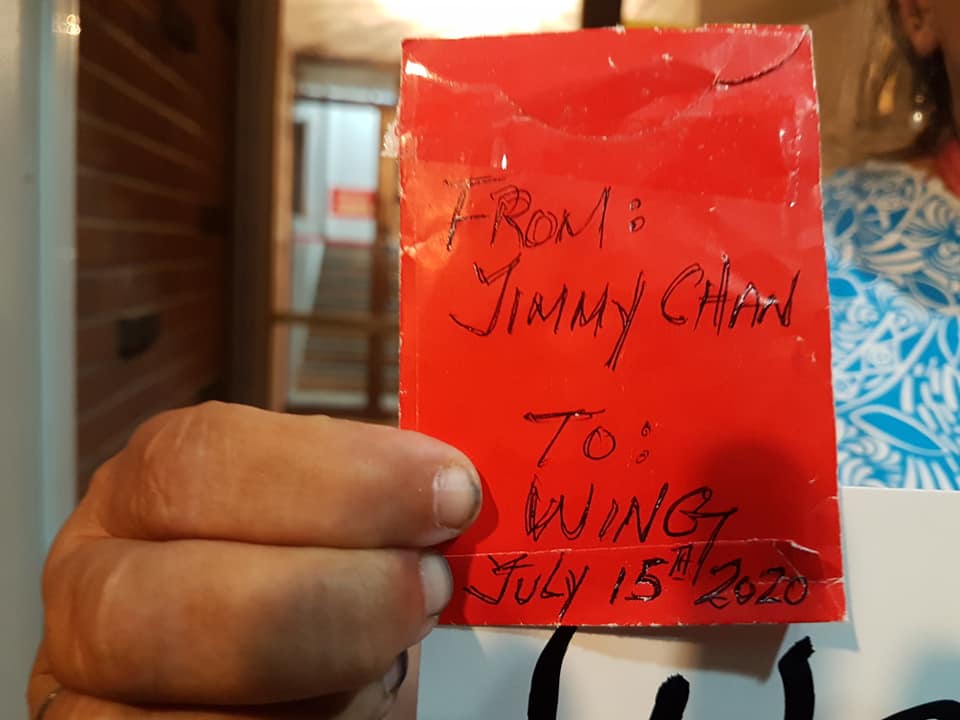 FROM:
JIMMY CHAN
TO:
WING
JULY 15TH 2020